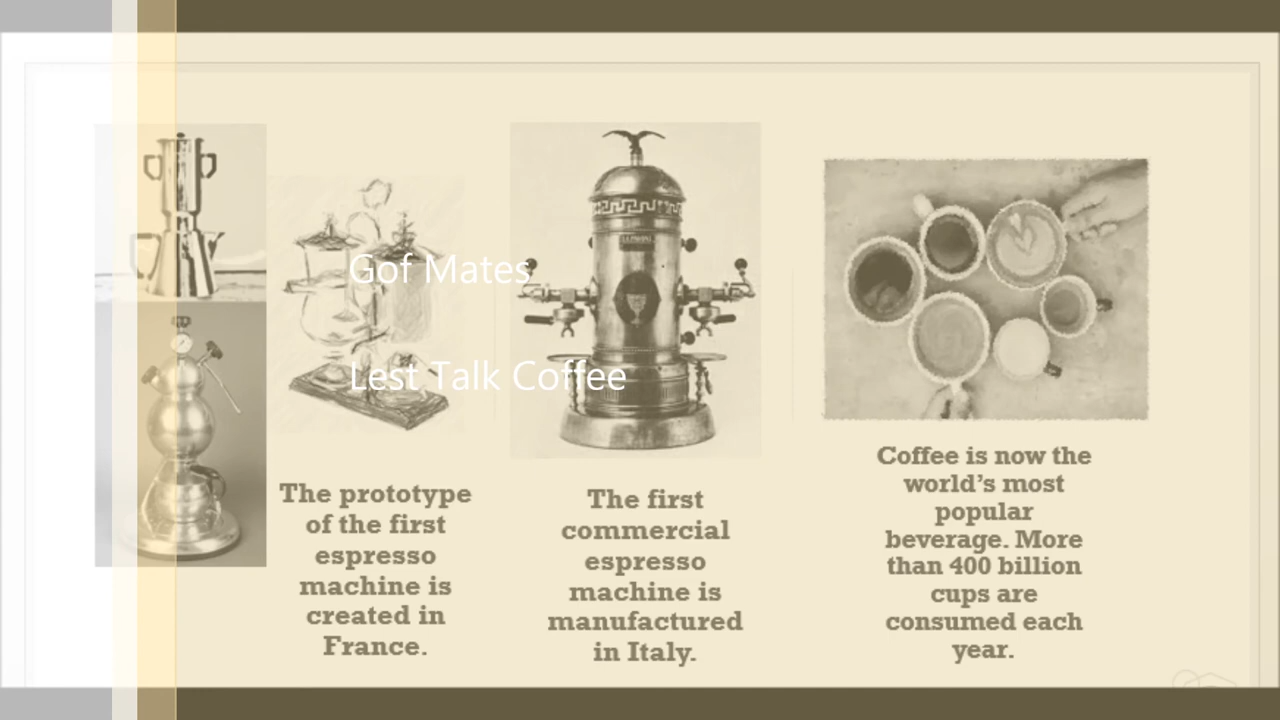 Gof Mates
Lest Talk Coffee
The prototype
of the first
espresso
machine is
created in
France.
The first
commercial
espresso
machine is
manufactured
in Italy.
Coffee is now the
world’s most
popular
beverage. More
than 400 billion
cups are
consumed each
year.